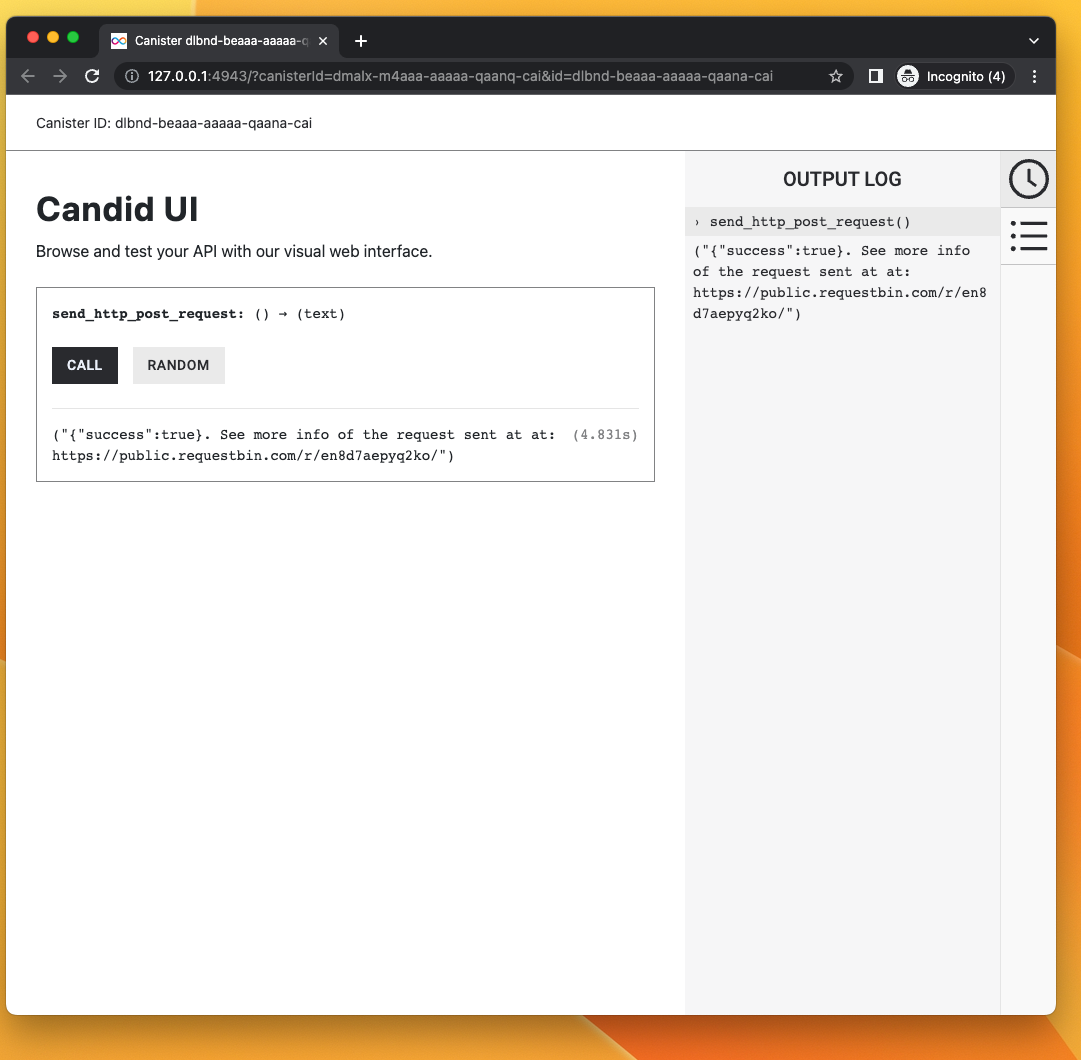 Canister dlbnd-beaaa-aaaaa-q
127.0.0.1:4943/?canisterId=dmalx-m4aaa-aaaaa-qaanq-cai&id=dlbnd-beaaa-aaaaa-qaana-cai
Incognito (4)
Canister ID: dlbnd-beaaa-aaaaa-qaana-cai
Candid UI
Browse and test your API with our visual web interface.
send_http_post_request: () → (text)
CALL
RANDOM
("{"success":true}. See more info of the request sent at at: (4.831s)
https://public.requestbin.com/r/en8d7aepyq2ko/")
OUTPUT LOG
› send_http_post_request()
("{"success":true}. See more info
of the request sent at at:
https://public.requestbin.com/r/en8
d7aepyq2ko/")